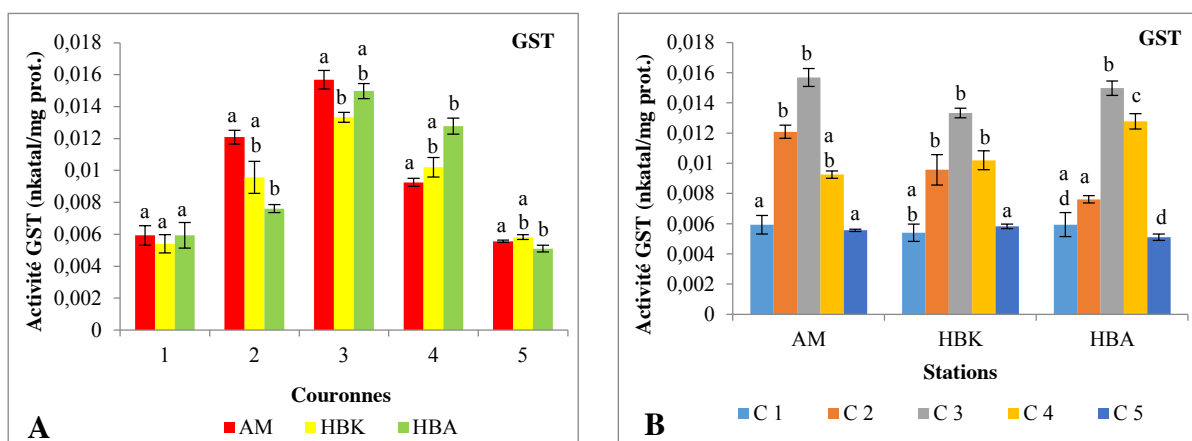 GST
Activité GST (nkatal/mg prot.)
0,018
0,016
0,014
0,012
0,01
0,008
0,006
0,004
0,002
0
a a a
a a b b
a b a b
a a b b
a a b b
1 2 3 4 5
Couronnes
A
AM HBK HBA
GST
Activité GST (nkatal/mg prot.)
0,018
0,016
0,014
0,012
0,01
0,008
0,006
0,004
0,002
0
a b b a b a
a b b b b a
a d a b c d
AM HBK HBA
Stations
B
C 1 C 2 C 3 C 4 C 5